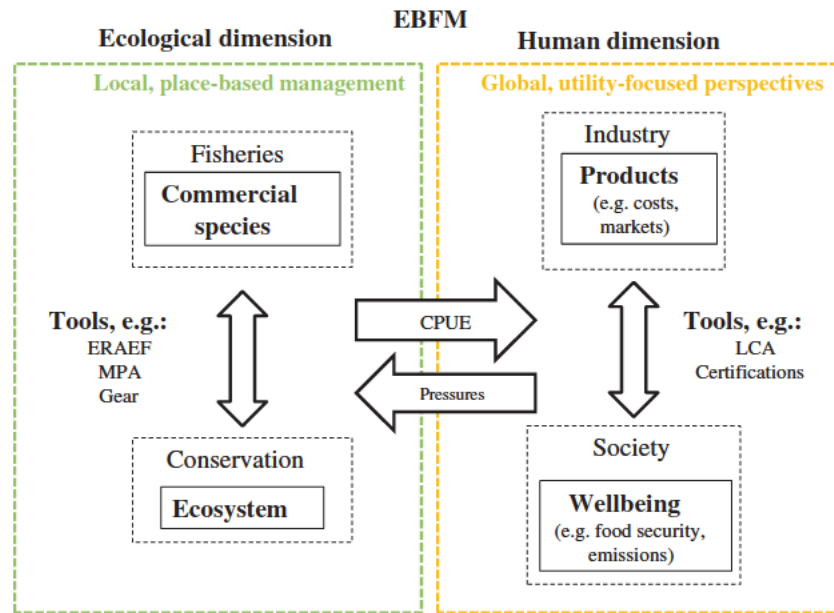 EBFM
Ecological dimension
Human dimension
Local, place-based management
Global, utility-focused perspectives
Fisheries
Commercial
species
Industry
Products
(e.g. costs,
markets)
Tools, e.g.:
ERAEF
MPA
Gear
CPUE
Pressures
Tools, e.g.:
LCA
Certifications
Conservation
Ecosystem
Society
Wellbeing
(e.g. food security,
emissions)